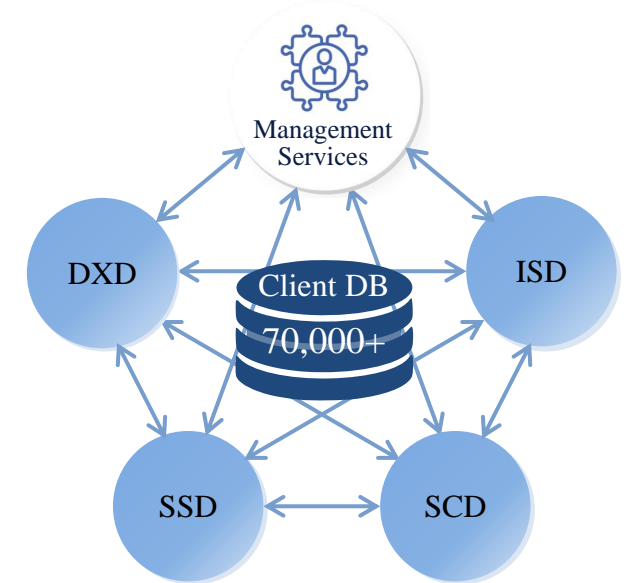 Management
Services
DXD
ISD
Client DB
70,000+
SSD
SCD